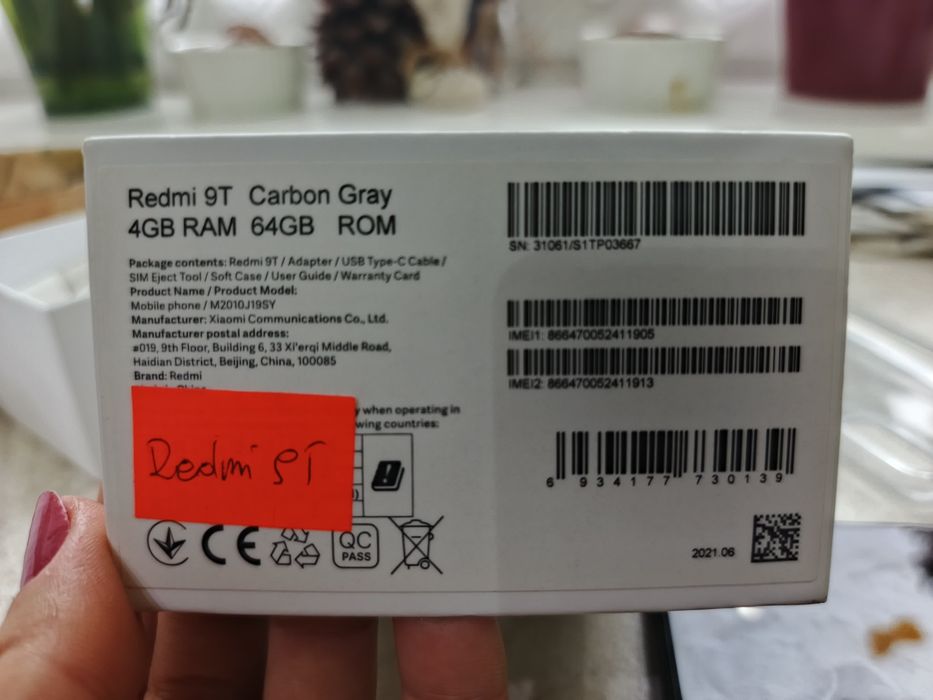 Redmi 9T Carbon Gray
4GB RAM 64GB ROM
Package contents: Redmi 9T / Adapter / USB Type-C Cable /
SIM Eject Tool / Soft Case / User Guide / Warranty Card
Product Name / Product Model:
Mobile phone / M2010J19SY
Manufacturer: Xiaomi Communications Co., Ltd.
Manufacturer postal address:
#019, 9th Floor, Building 6, 33 Xi'erqi Middle Road,
Haidian District, Beijing, China, 100085
Brand: Redmi
y when operating in
wing countries:
Redmi 9T
CE
QC
PASS
SN: 31061/S1TP03667
IMEI1: 866470052411905
IMEI2: 866470052411913
6 934177 730139
2021.06